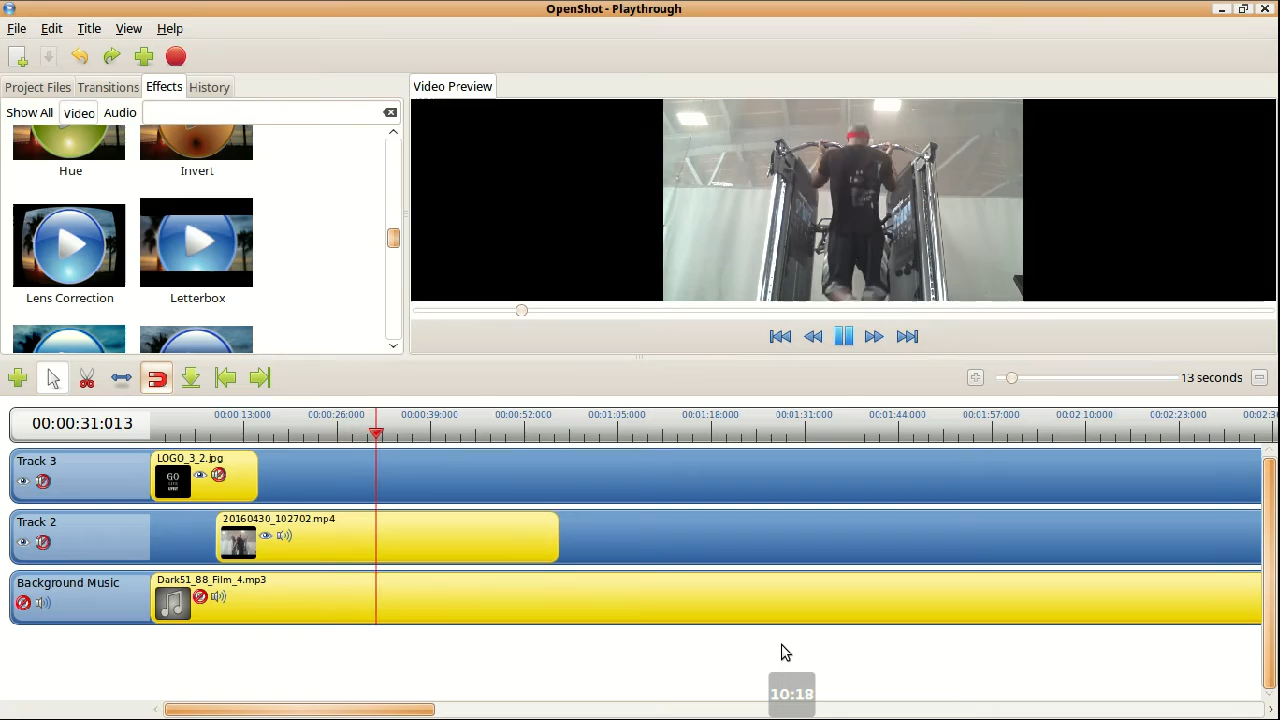 OpenShot - Playthrough
File Edit Title View Help
Project Files Transitions Effects History
Show All Video Audio
Hue Invert
Lens Correction Letterbox
Video Preview
13 seconds
00:00:31:013
00:00:13:000 00:00:26:000 00:00:39:000 00:00:52:000 00:01:05:000 00:01:18:000 00:01:31:000 00:01:44:000 00:01:57:000 00:02:10:000 00:02:23:000 00:02:3
Track 3
LOGO_3_2.jpg
GO
Track 2
20160430_102702.mp4
Background Music
Dark51_88_Film_4.mp3
10:18